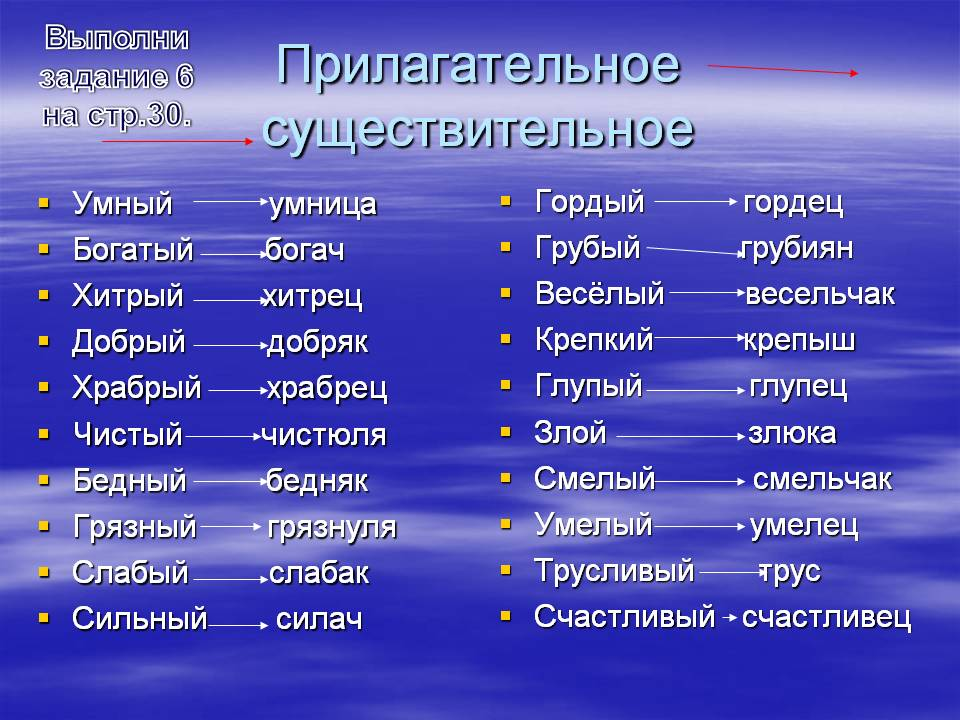 Выполни
задание 6
на стр.30.
Прилагательное
существительное
Умный умница
Богатый богач
Хитрый хитрец
Добрый добряк
Храбрый храбрец
Чистый чистюля
Бедный бедняк
Грязный грязнуля
Слабый слабак
Сильный силач
Гордый гордец
Грубый грубиян
Весёлый весельчак
Крепкий крепыш
Глупый глупец
Злой злюка
Смелый смельчак
Умелый умелец
Трусливый трус
Счастливый счастливец